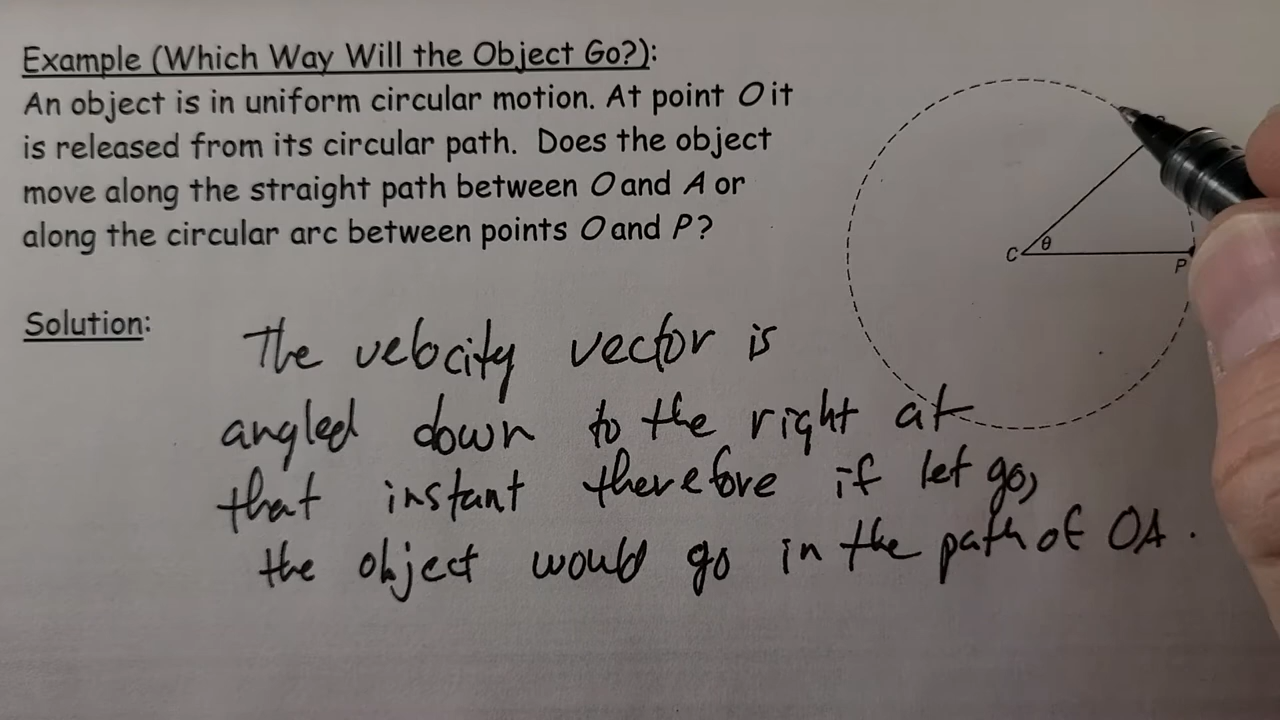 Example (Which Way Will the Object Go?):
An object is in uniform circular motion. At point O it
is released from its circular path. Does the object
move along the straight path between O and A or
along the circular arc between points O and P?
C θ
P
Solution:
The velocity vector is
angled down to the right at
that instant therefore if let go,
the object would go in the path of OA.